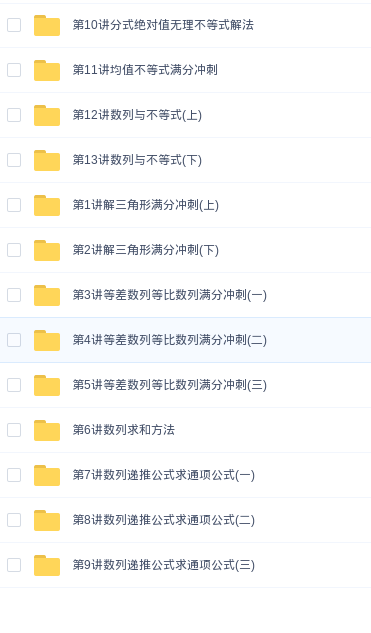 第10讲分式绝对值无理不等式解法
第11讲均值不等式满分冲刺
第12讲数列与不等式(上)
第13讲数列与不等式(下)
第1讲解三角形满分冲刺(上)
第2讲解三角形满分冲刺(下)
第3讲等差数列等比数列满分冲刺(一)
第4讲等差数列等比数列满分冲刺(二)
第5讲等差数列等比数列满分冲刺(三)
第6讲数列求和方法
第7讲数列递推公式求通项公式(一)
第8讲数列递推公式求通项公式(二)
第9讲数列递推公式求通项公式(三)